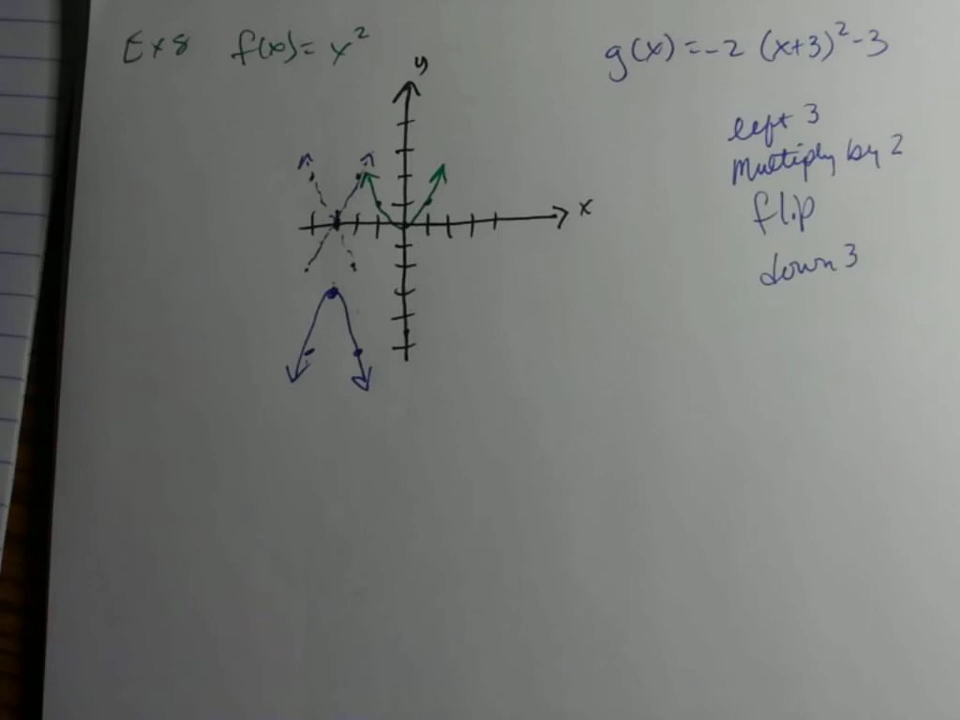 Ex 8 f(x) = x² g(x) = -2 (x+3)² - 3
y
x
left 3
Multiply by 2
flip
down 3